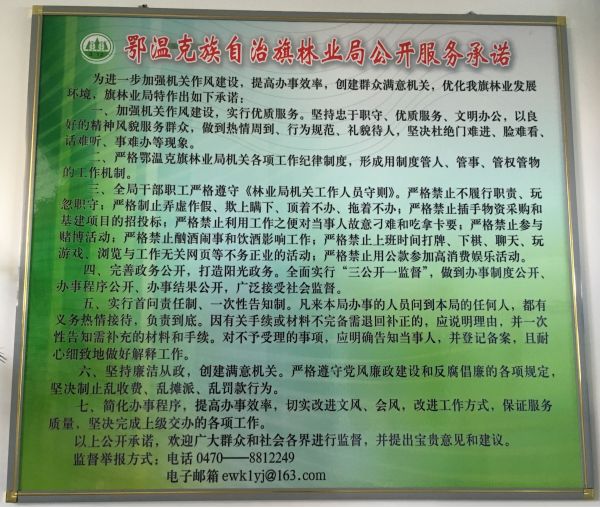 鄂温克族自治旗林业局公开服务承诺
为进一步加强机关作风建设，提高办事效率，创建群众满意机关，优化我旗林业发展
环境，旗林业局特作出如下承诺：
一、加强机关作风建设，实行优质服务。坚持忠于职守、优质服务、文明办公，以良
好的精神风貌服务群众，做到热情周到、行为规范、礼貌待人，坚决杜绝门难进、脸难看、
话难听、事难办等现象。
二、严格鄂温克旗林业局机关各项工作纪律制度，形成用制度管人、管事、管权管物
的工作机制。
三、全局干部职工严格遵守《林业局机关工作人员守则》。严格禁止不履行职责、玩
忽职守；严格制止弄虚作假、欺上瞒下、顶着不办、拖着不办；严格禁止插手物资采购和
基建项目的招投标；严格禁止利用工作之便对当事人故意刁难和吃拿卡要；严格禁止参与
赌博活动；严格禁止酗酒闹事和饮酒影响工作；严格禁止上班时间打牌、下棋、聊天、玩
游戏、浏览与工作无关网页等不务正业的活动；严格禁止用公款参加高消费娱乐活动。
四、完善政务公开，打造阳光政务。全面实行“三公开一监督”，做到办事制度公开、
办事程序公开、办事结果公开，广泛接受社会监督。
五、实行首问责任制、一次性告知制。凡来本局办事的人员问到本局的任何人，都有
义务热情接待，负责到底。因有关手续或材料不完备需退回补正的，应说明理由，并一次
性告知需补充的材料和手续。对不予受理的事项，应明确告知当事人，并登记备案，且耐
心细致地做好解释工作。
六、坚持廉洁从政，创建满意机关。严格遵守党风廉政建设和反腐倡廉的各项规定，
坚决制止乱收费、乱摊派、乱罚款行为。
七、简化办事程序，提高办事效率，切实改进文风、会风，改进工作方式，保证服务
质量，坚决完成上级交办的各项工作。
以上公开承诺，欢迎广大群众和社会各界进行监督，并提出宝贵意见和建议。
监督举报方式：电话 0470——8812249
电子邮箱 ewk1yj@163.com